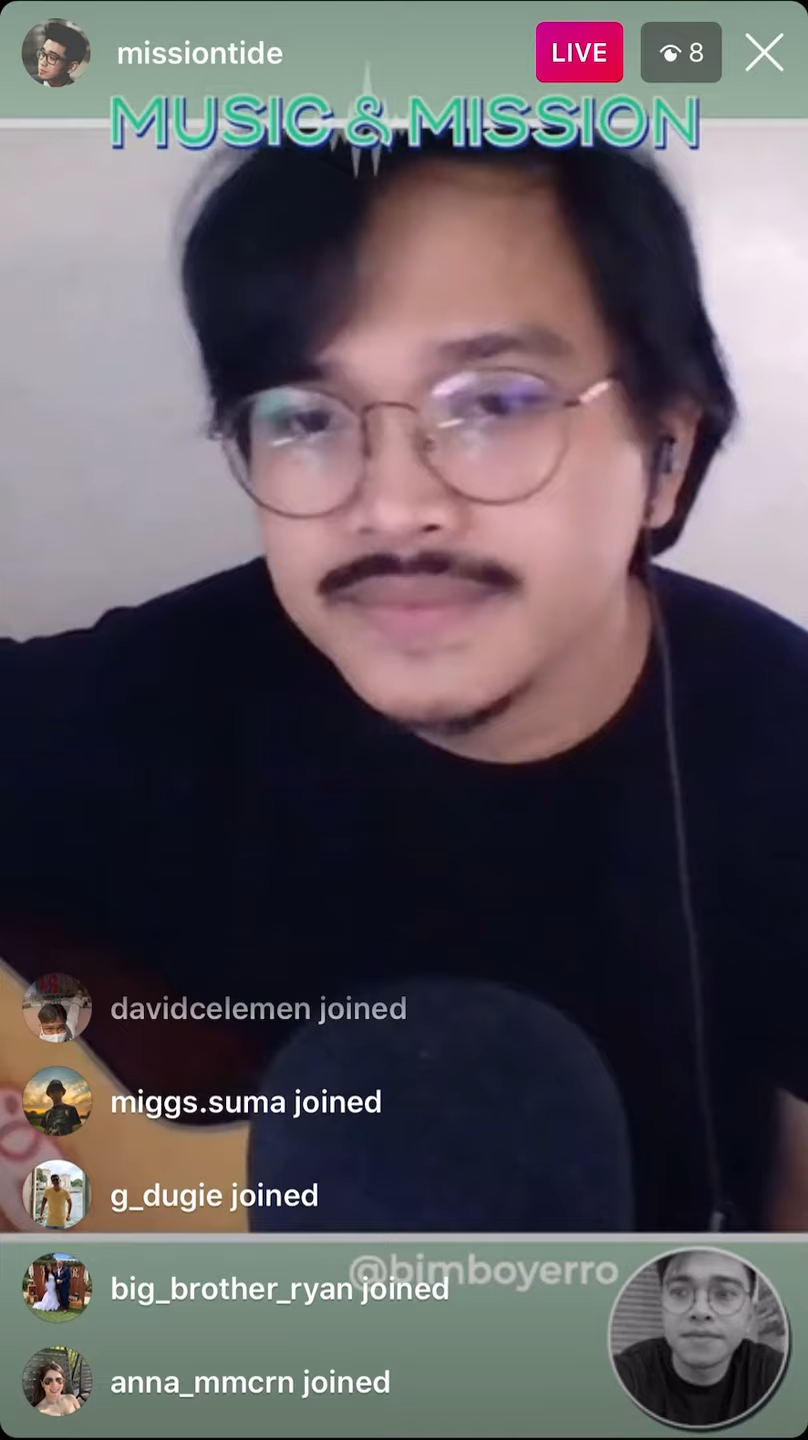 missiontide
LIVE
8
MUSIC & MISSION
davidcelemen joined
miggs.suma joined
g_dugie joined
@bimboyerro
big_brother_ryan joined
anna_mmcrn joined